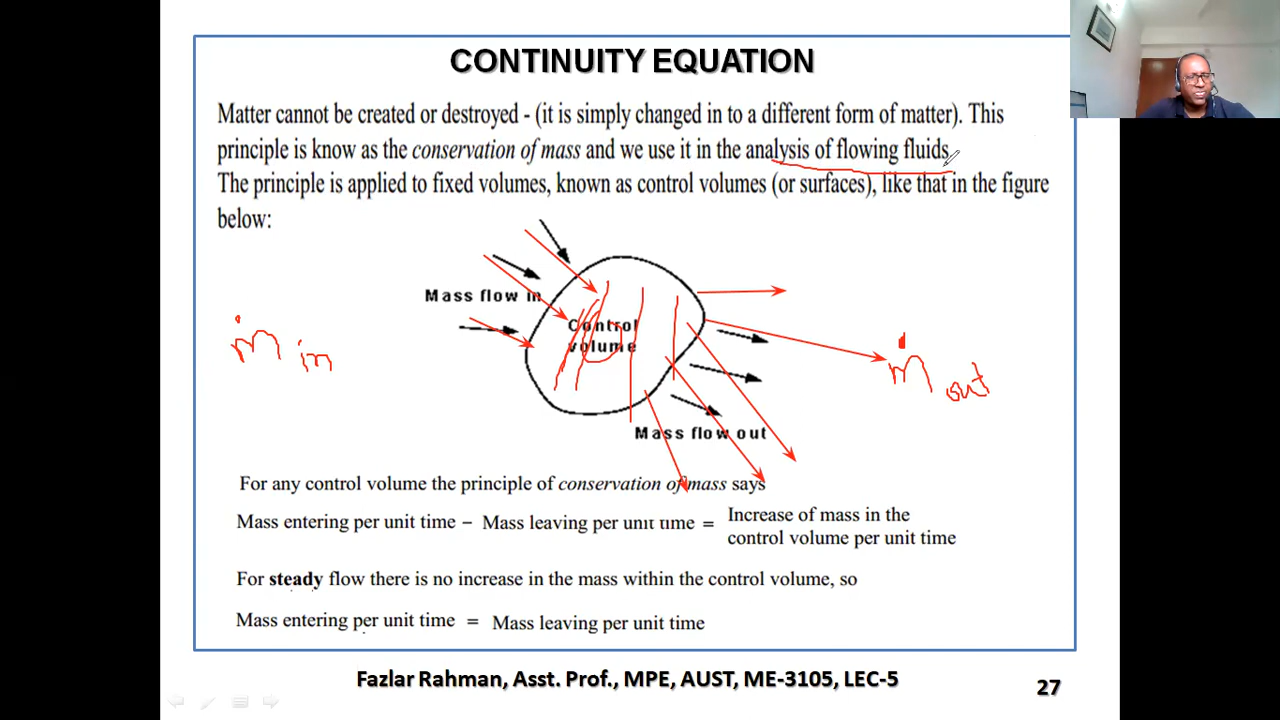 CONTINUITY EQUATION
Matter cannot be created or destroyed - (it is simply changed in to a different form of matter). This
principle is know as the conservation of mass and we use it in the analysis of flowing fluids.
The principle is applied to fixed volumes, known as control volumes (or surfaces), like that in the figure
below:
Mass flow in
Control
volume
ṁ in
ṁ out
Mass flow out
For any control volume the principle of conservation of mass says
Mass entering per unit time − Mass leaving per unit time = Increase of mass in the
control volume per unit time
For steady flow there is no increase in the mass within the control volume, so
Mass entering per unit time = Mass leaving per unit time
Fazlar Rahman, Asst. Prof., MPE, AUST, ME-3105, LEC-5
27